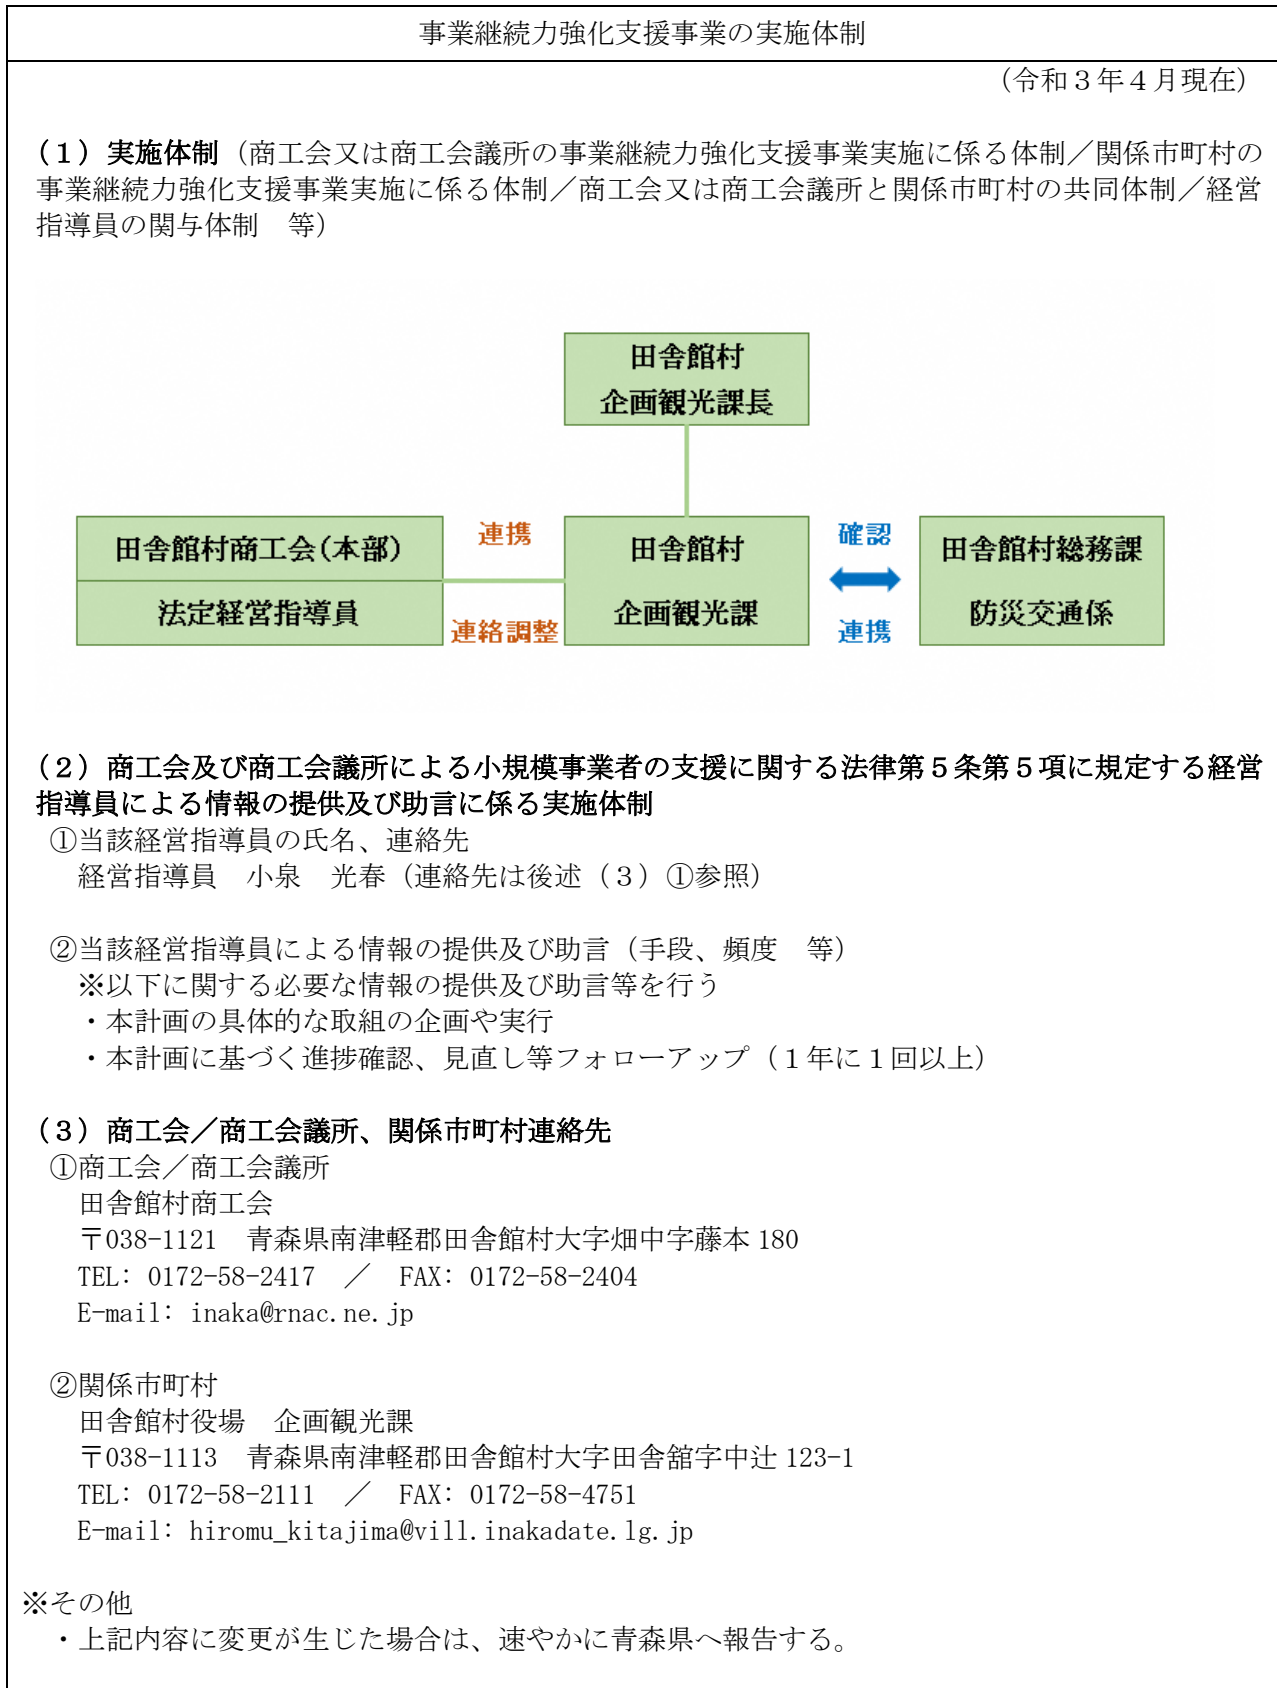 事業継続力強化支援事業の実施体制
（令和３年４月現在）
（１）実施体制（商工会又は商工会議所の事業継続力強化支援事業実施に係る体制／関係市町村の
事業継続力強化支援事業実施に係る体制／商工会又は商工会議所と関係市町村の共同体制／経営
指導員の関与体制　等）
田舎館村
企画観光課長
田舎館村商工会（本部）
法定経営指導員
連携
連絡調整
田舎館村
企画観光課
確認
連携
田舎館村総務課
防災交通係
（２）商工会及び商工会議所による小規模事業者の支援に関する法律第５条第５項に規定する経営
指導員による情報の提供及び助言に係る実施体制
①当該経営指導員の氏名、連絡先
経営指導員　小泉　光春（連絡先は後述（３）①参照）
②当該経営指導員による情報の提供及び助言（手段、頻度　等）
※以下に関する必要な情報の提供及び助言等を行う
・本計画の具体的な取組の企画や実行
・本計画に基づく進捗確認、見直し等フォローアップ（１年に１回以上）
（３）商工会／商工会議所、関係市町村連絡先
①商工会／商工会議所
田舎館村商工会
〒038-1121　青森県南津軽郡田舎館村大字畑中字藤本 180
TEL: 0172-58-2417　／　FAX: 0172-58-2404
E-mail: inaka@rnac.ne.jp
②関係市町村
田舎館村役場　企画観光課
〒038-1113　青森県南津軽郡田舎館村大字田舎舘字中辻 123-1
TEL: 0172-58-2111　／　FAX: 0172-58-4751
E-mail: hiromu_kitajima@vill.inakadate.lg.jp
※その他
・上記内容に変更が生じた場合は、速やかに青森県へ報告する。